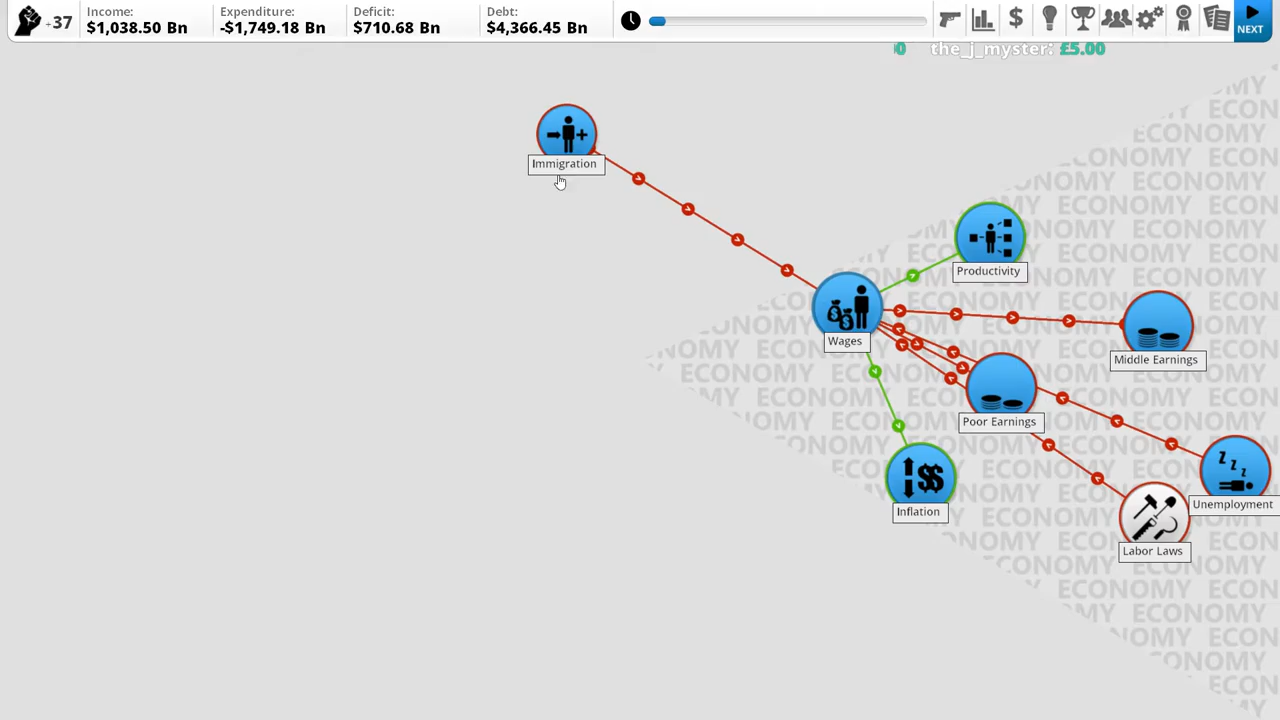 +37
Income:
$1,038.50 Bn
Expenditure:
-$1,749.18 Bn
Deficit:
$710.68 Bn
Debt:
$4,366.45 Bn
NEXT
0 the_j_myster: £5.00
Immigration
Productivity
Wages
Middle Earnings
Poor Earnings
Inflation
Unemployment
Labor Laws
ECONOMY